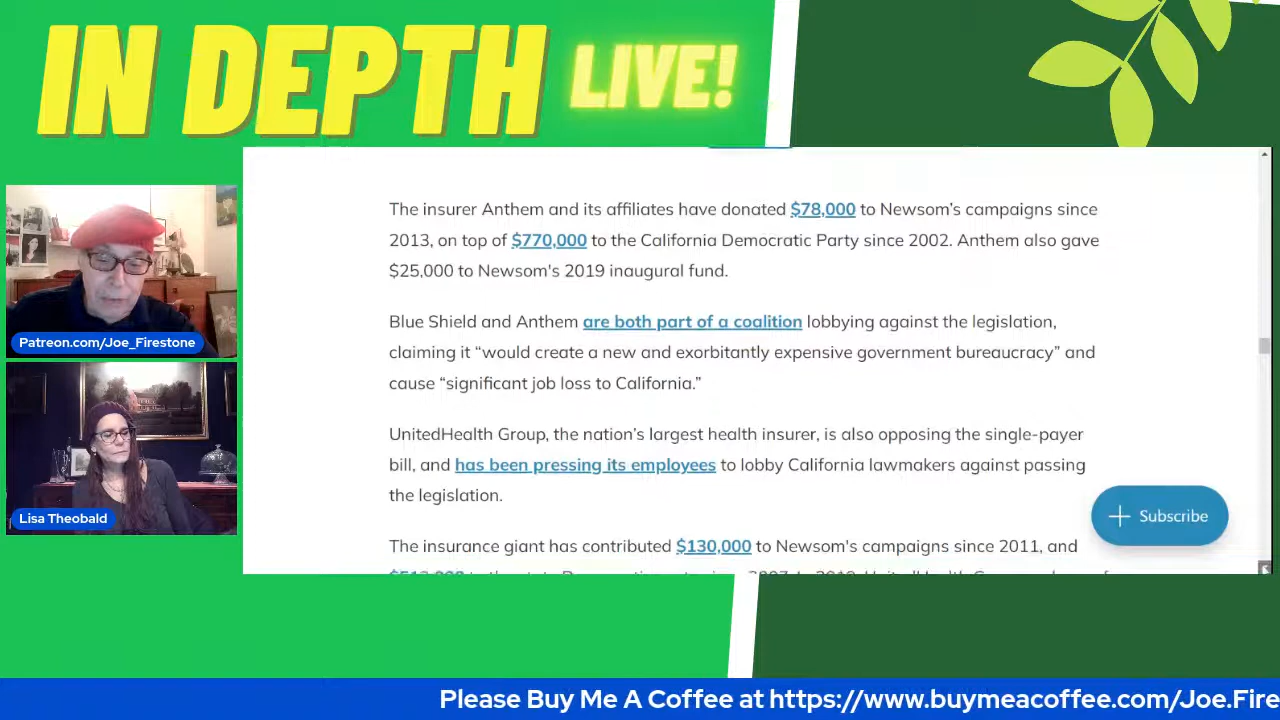 IN DEPTH LIVE!
The insurer Anthem and its affiliates have donated $78,000 to Newsom’s campaigns since
2013, on top of $770,000 to the California Democratic Party since 2002. Anthem also gave
$25,000 to Newsom's 2019 inaugural fund.
Blue Shield and Anthem are both part of a coalition lobbying against the legislation,
claiming it “would create a new and exorbitantly expensive government bureaucracy” and
cause “significant job loss to California.”
UnitedHealth Group, the nation’s largest health insurer, is also opposing the single-payer
bill, and has been pressing its employees to lobby California lawmakers against passing
the legislation.
Subscribe
The insurance giant has contributed $130,000 to Newsom's campaigns since 2011, and
Patreon.com/Joe_Firestone
Lisa Theobald
Please Buy Me A Coffee at https://www.buymeacoffee.com/Joe.Fire